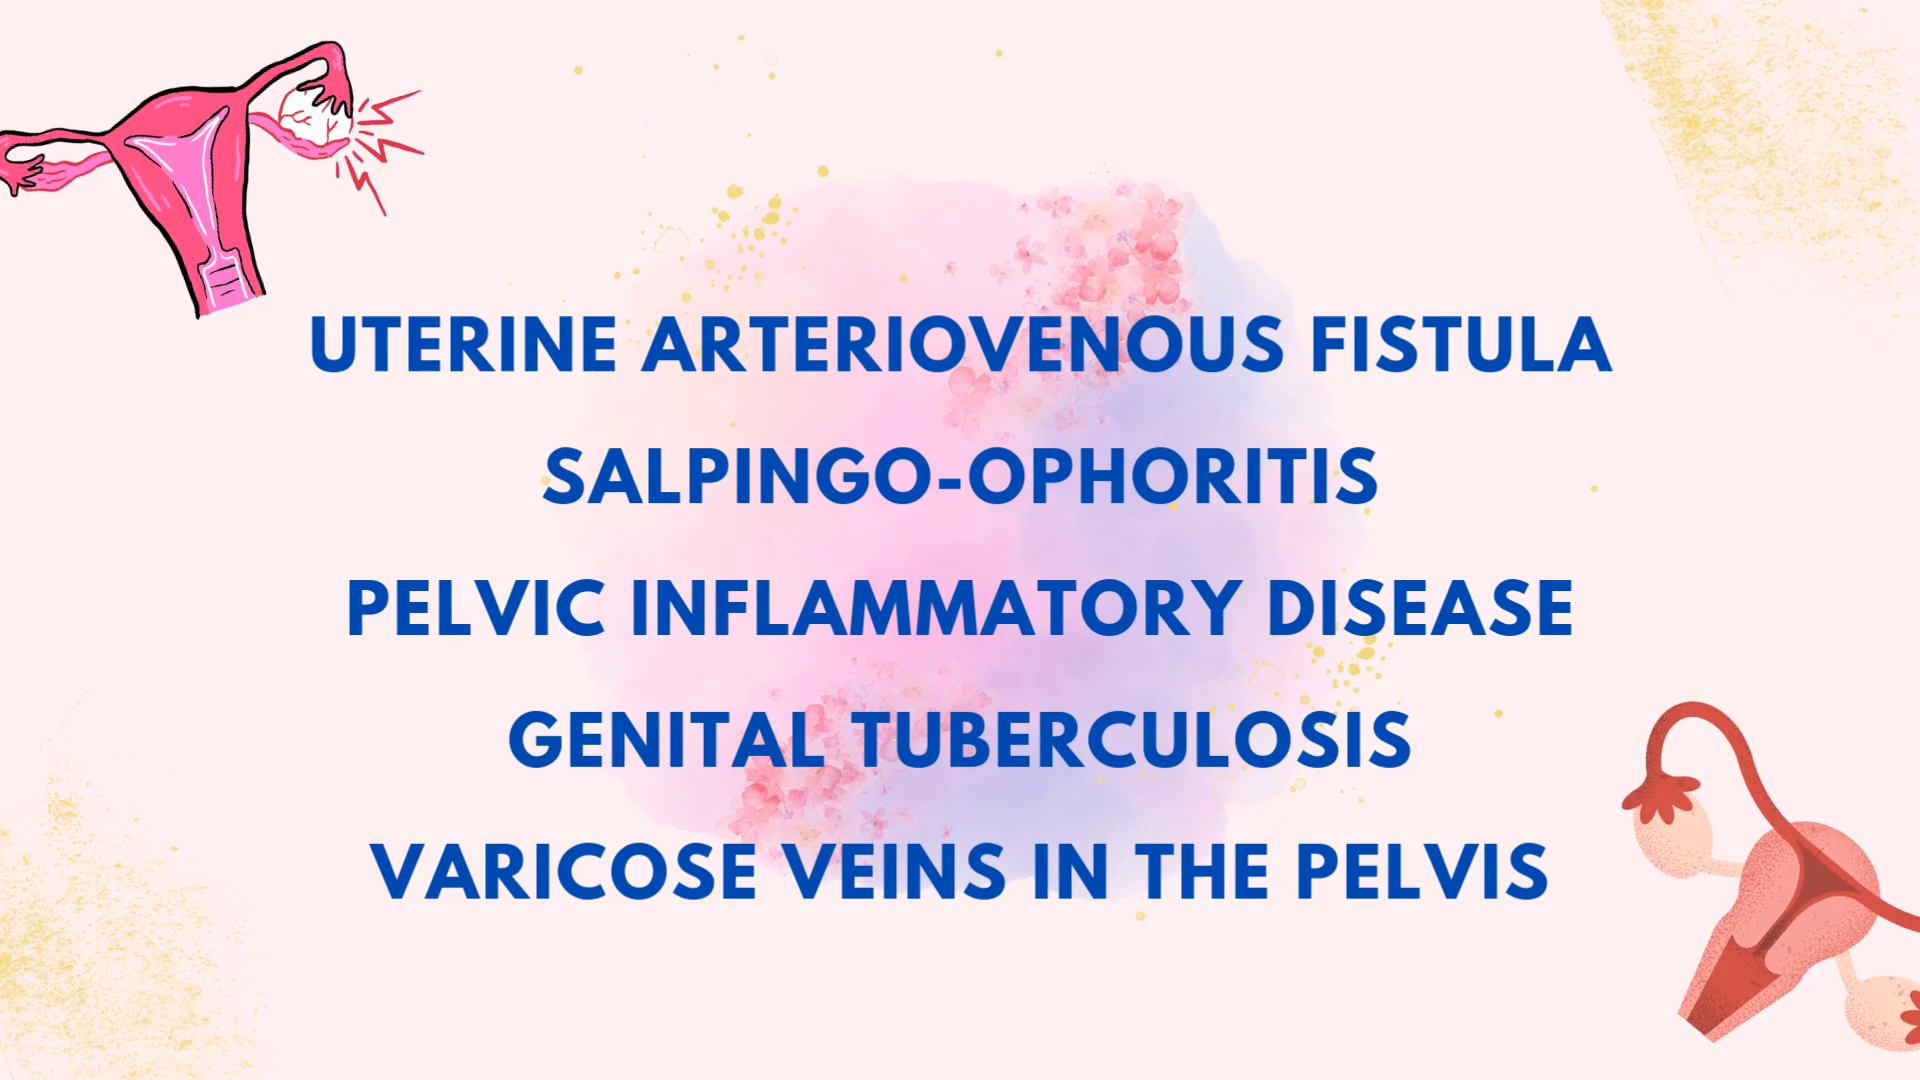 UTERINE ARTERIOVENOUS FISTULA
SALPINGO-OPHORITIS
PELVIC INFLAMMATORY DISEASE
GENITAL TUBERCULOSIS
VARICOSE VEINS IN THE PELVIS